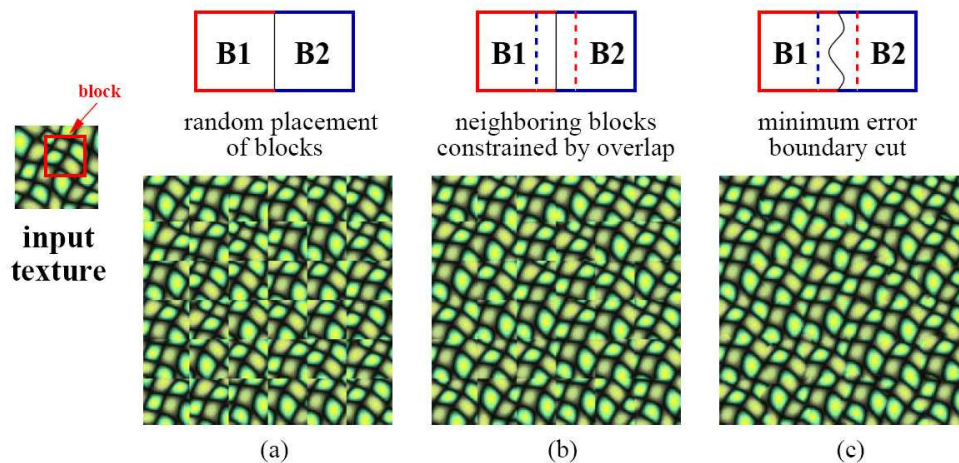 B1 B2
B1 B2
B1 B2
block
input
texture
random placement
of blocks
neighboring blocks
constrained by overlap
minimum error
boundary cut
(a)
(b)
(c)